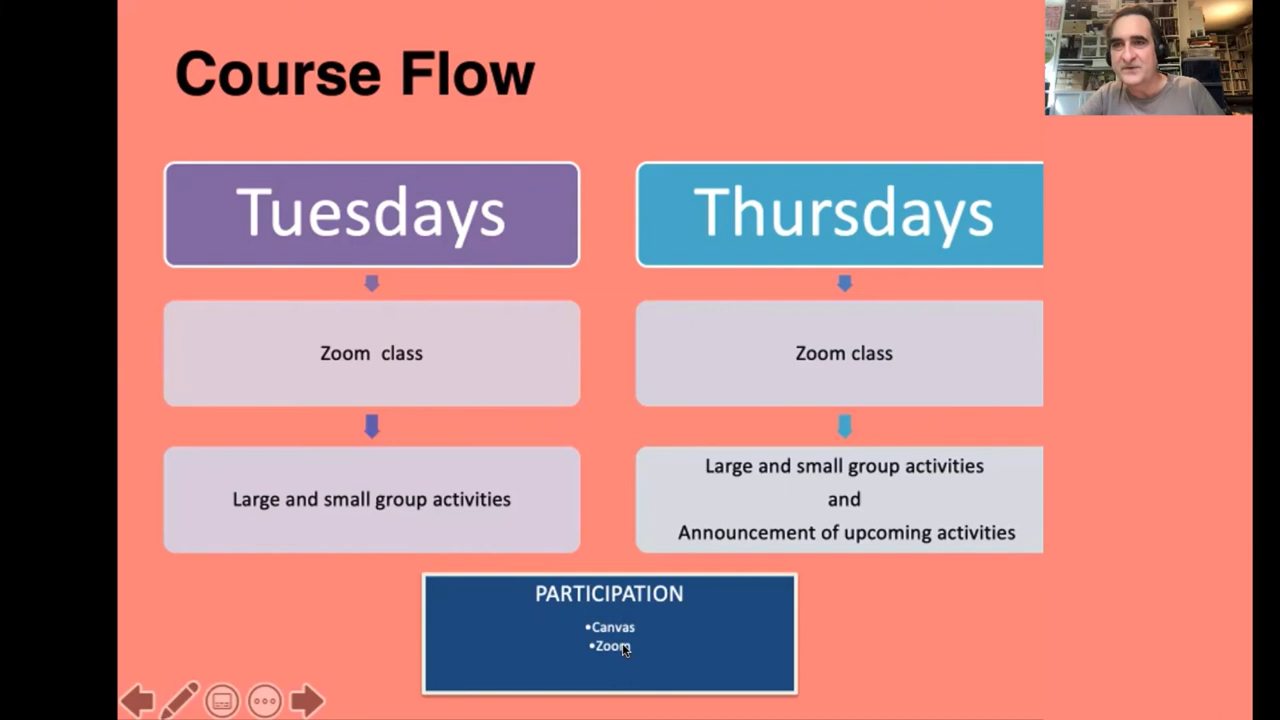 Course Flow
Tuesdays
Thursdays
Zoom  class
Zoom class
Large and small group activities
Large and small group activities
and
Announcement of upcoming activities
PARTICIPATION
•Canvas
•Zoom